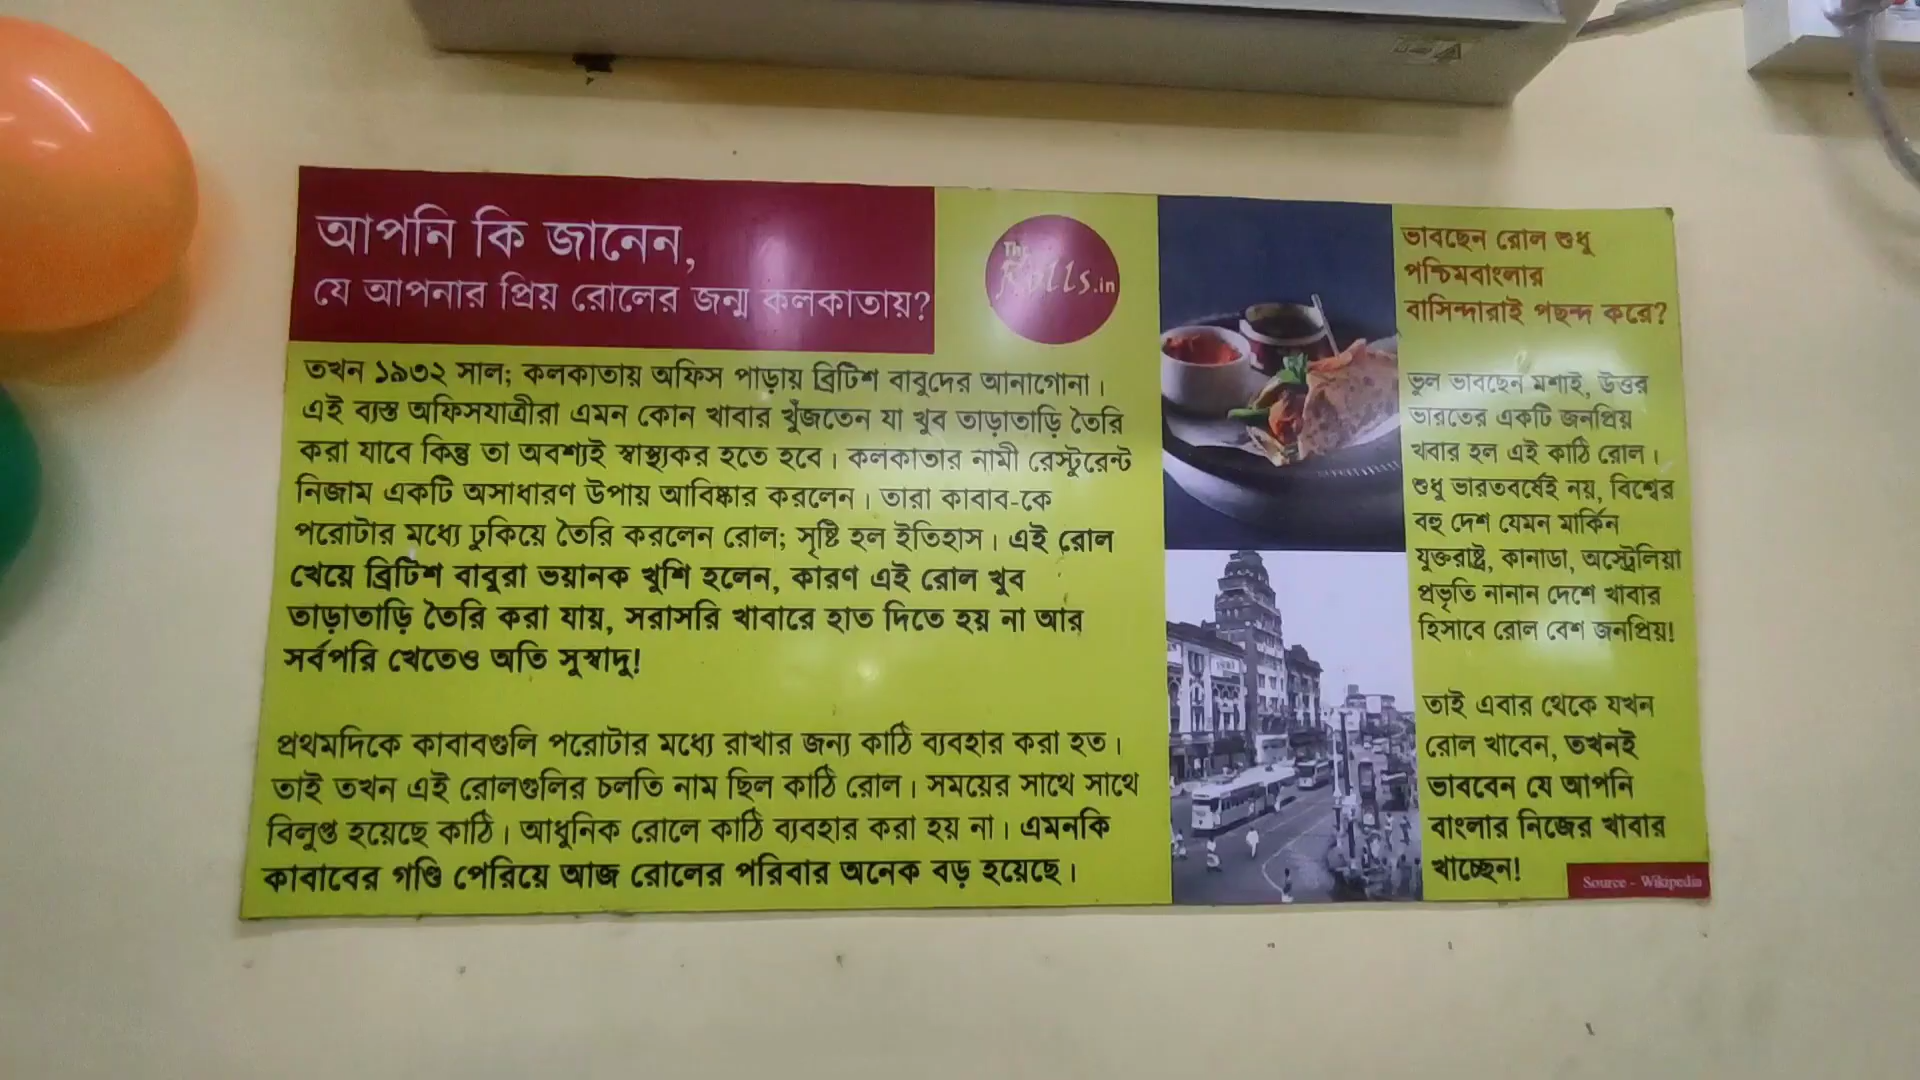 আপনি কি জানেন,
যে আপনার প্রিয় রোলের জন্ম কলকাতায়?
The
Rolls.in
তখন ১৯৩২ সাল; কলকাতায় অফিস পাড়ায় ব্রিটিশ বাবুদের আনাগোনা।
এই ব্যস্ত অফিসযাত্রীরা এমন কোন খাবার খুঁজতেন যা খুব তাড়াতাড়ি তৈরি
করা যাবে কিন্তু তা অবশ্যই স্বাস্থ্যকর হতে হবে। কলকাতার নামী রেস্টুরেন্ট
নিজাম একটি অসাধারণ উপায় আবিষ্কার করলেন। তারা কাবাব-কে
পরোটার মধ্যে ঢুকিয়ে তৈরি করলেন রোল; সৃষ্টি হল ইতিহাস। এই রোল
খেয়ে ব্রিটিশ বাবুরা ভয়ানক খুশি হলেন, কারণ এই রোল খুব
তাড়াতাড়ি তৈরি করা যায়, সরাসরি খাবারে হাত দিতে হয় না আর
সর্বপরি খেতেও অতি সুস্বাদু!
প্রথমদিকে কাবাবগুলি পরোটার মধ্যে রাখার জন্য কাঠি ব্যবহার করা হত।
তাই তখন এই রোলগুলির চলতি নাম ছিল কাঠি রোল। সময়ের সাথে সাথে
বিলুপ্ত হয়েছে কাঠি। আধুনিক রোলে কাঠি ব্যবহার করা হয় না। এমনকি
কাবাবের গণ্ডি পেরিয়ে আজ রোলের পরিবার অনেক বড় হয়েছে।
ভাবছেন রোল শুধু
পশ্চিমবাংলার
বাসিন্দারাই পছন্দ করে?
ভুল ভাবছেন মশাই, উত্তর
ভারতের একটি জনপ্রিয়
খবার হল এই কাঠি রোল।
শুধু ভারতবর্ষেই নয়, বিশ্বের
বহু দেশ যেমন মার্কিন
যুক্তরাষ্ট্র, কানাডা, অস্ট্রেলিয়া
প্রভৃতি নানান দেশে খাবার
হিসাবে রোল বেশ জনপ্রিয়!
তাই এবার থেকে যখন
রোল খাবেন, তখনই
ভাববেন যে আপনি
বাংলার নিজের খাবার
খাচ্ছেন!
Source - Wikipedia